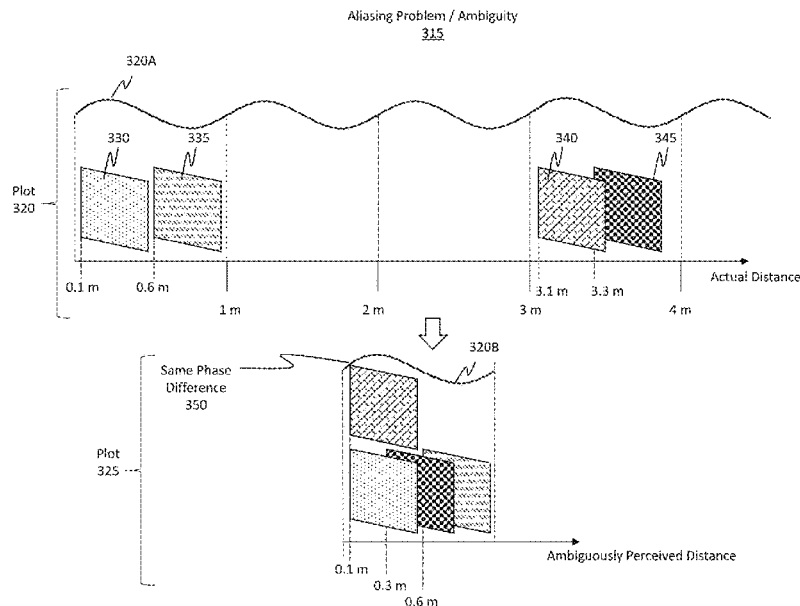 Aliasing Problem / Ambiguity
315
320A
330
335
340
345
Plot
320
Actual Distance
0.1 m
0.6 m
3.1 m
3.3 m
1 m
2 m
3 m
4 m
Same Phase
Difference
350
320B
Plot
325
Ambiguously Perceived Distance
0.1 m
0.3 m
0.6 m